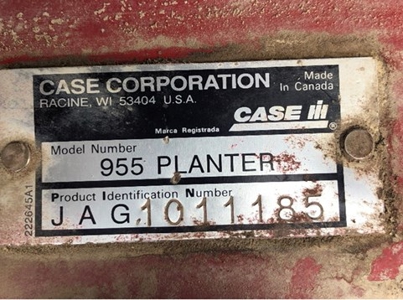 CASE CORPORATION
RACINE, WI 53404 U.S.A.
Made
In Canada
Marca Registrada
CASE IH ®
Model Number
955 PLANTER
Product Identification Number
JAG1011185
222645A1